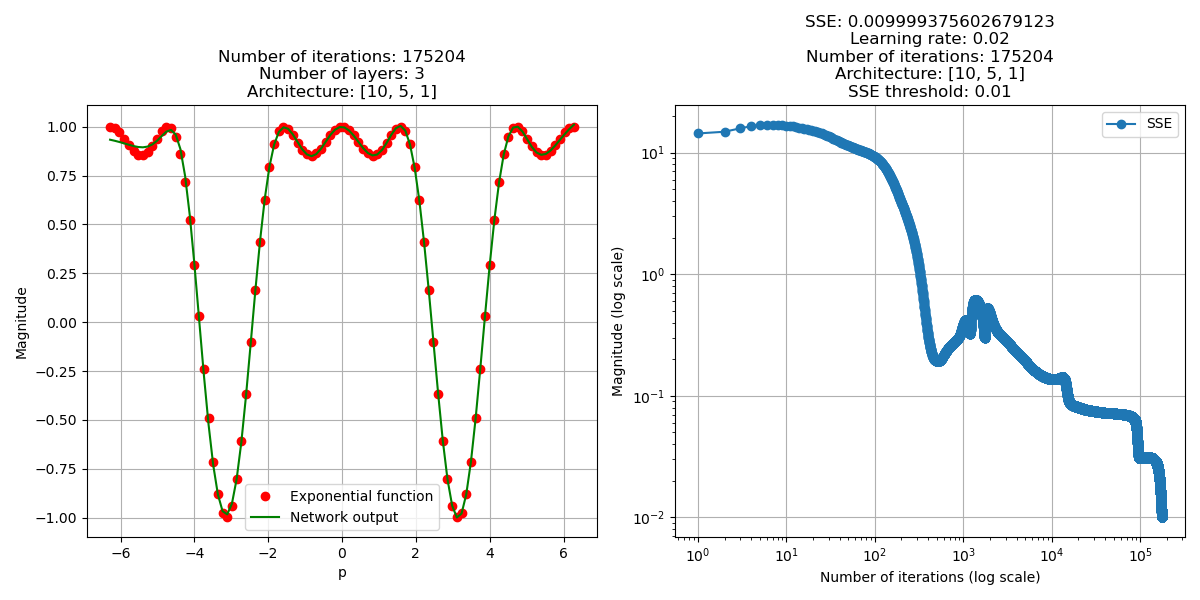 Number of iterations: 175204
Number of layers: 3
Architecture: [10, 5, 1]
1.00
0.75
0.50
0.25
0.00
−0.25
−0.50
−0.75
−1.00
Magnitude
Exponential function
Network output
−6
−4
−2
0
2
4
6
p
SSE: 0.009999375602679123
Learning rate: 0.02
Number of iterations: 175204
Architecture: [10, 5, 1]
SSE threshold: 0.01
SSE
10¹
10⁰
10⁻¹
10⁻²
Magnitude (log scale)
10⁰
10¹
10²
10³
10⁴
10⁵
Number of iterations (log scale)